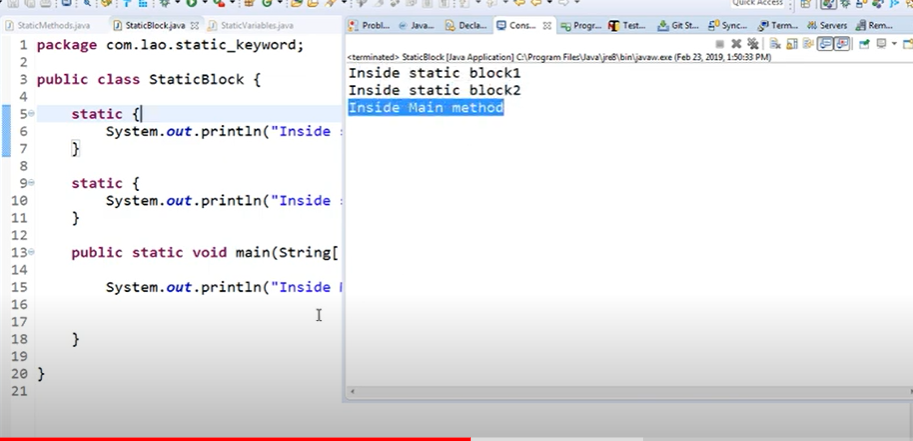 Quick Access
StaticMethods.java StaticBlock.java StaticVariables.java
Probl... Java... Decla... Cons... Progr... Test... Git St... Sync... Term... Servers Rem...
<terminated> StaticBlock [Java Application] C:\Program Files\Java\jre8\bin\javaw.exe (Feb 23, 2019, 1:50:33 PM)
Inside static block1
Inside static block2
Inside Main method
1 package com.lao.static_keyword;
2
3 public class StaticBlock {
4
5 static {
6 System.out.println("Inside
7 }
8
9 static {
10 System.out.println("Inside
11 }
12
13 public static void main(String[
14
15 System.out.println("Inside
16
17
18 }
19
20 }
21